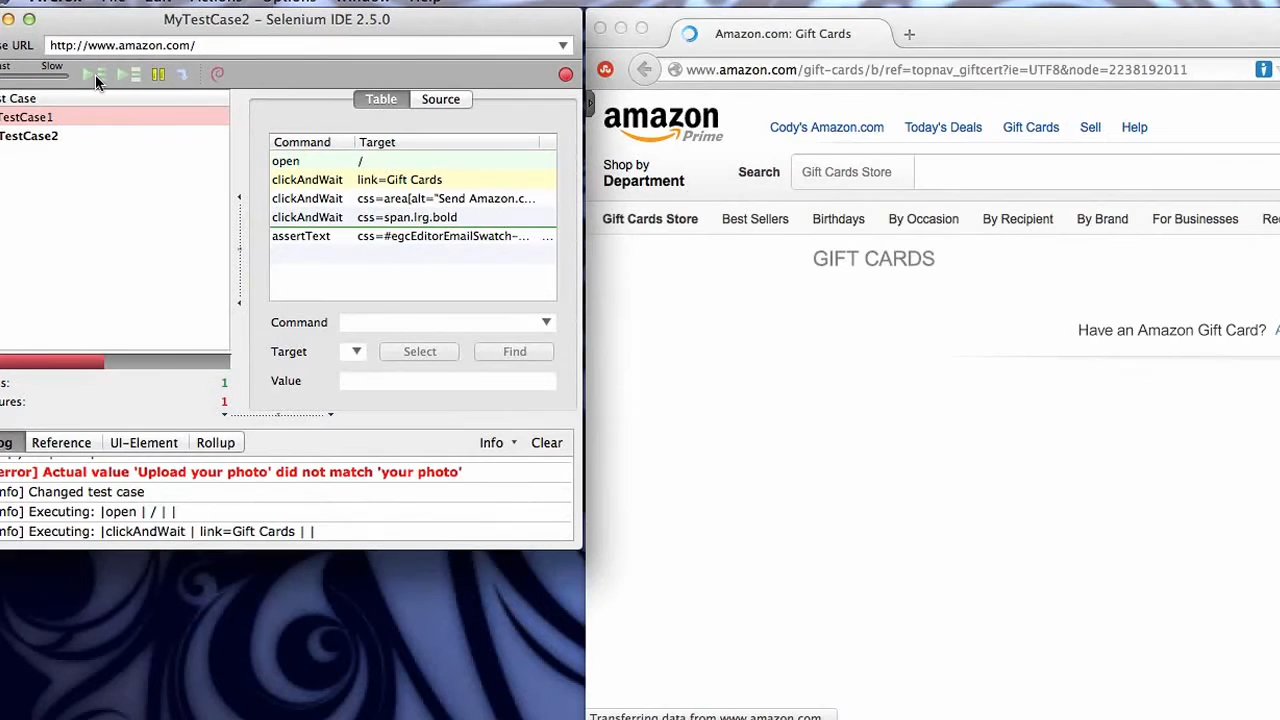 MyTestCase2 - Selenium IDE 2.5.0
se URL http://www.amazon.com/
st Slow
st Case
TestCase1
TestCase2
Table Source
Command Target
open /
clickAndWait link=Gift Cards
clickAndWait css=area[alt="Send Amazon.c...
clickAndWait css=span.lrg.bold
assertText css=#egcEditorEmailSwatch-... ...
Command
Target Select Find
Value
s: 1
ures: 1
og Reference UI-Element Rollup Info Clear
error] Actual value 'Upload your photo' did not match 'your photo'
nfo] Changed test case
nfo] Executing: |open | / | |
nfo] Executing: |clickAndWait | link=Gift Cards | |
Amazon.com: Gift Cards
www.amazon.com/gift-cards/b/ref=topnav_giftcert?ie=UTF8&node=2238192011
amazon
Prime
Cody's Amazon.com Today's Deals Gift Cards Sell Help
Shop by
Department
Search Gift Cards Store
Gift Cards Store Best Sellers Birthdays By Occasion By Recipient By Brand For Businesses Re
GIFT CARDS
Have an Amazon Gift Card?
Transferring data from www.amazon.com...